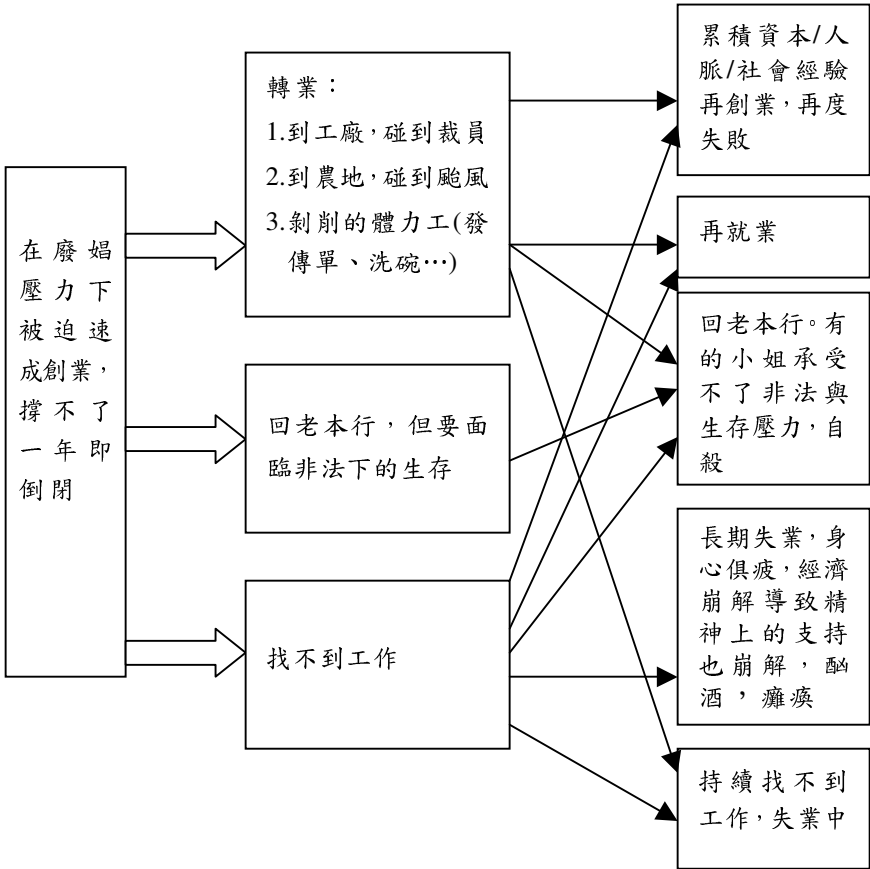 在廢娼
壓力下
被迫速
成創業，
撐不了
一年即
倒閉
轉業：
1.到工廠，碰到裁員
2.到農地，碰到颱風
3.剝削的體力工(發
傳單、洗碗…)
回老本行，但要面
臨非法下的生存
找不到工作
累積資本/人
脈/社會經驗
再創業，再度
失敗
再就業
回老本行。有
的小姐承受
不了非法與
生存壓力，自
殺
長期失業，身
心俱疲，經濟
崩解導致精
神上的支持
也崩解，酗
酒，癱瘓
持續找不到
工作，失業中